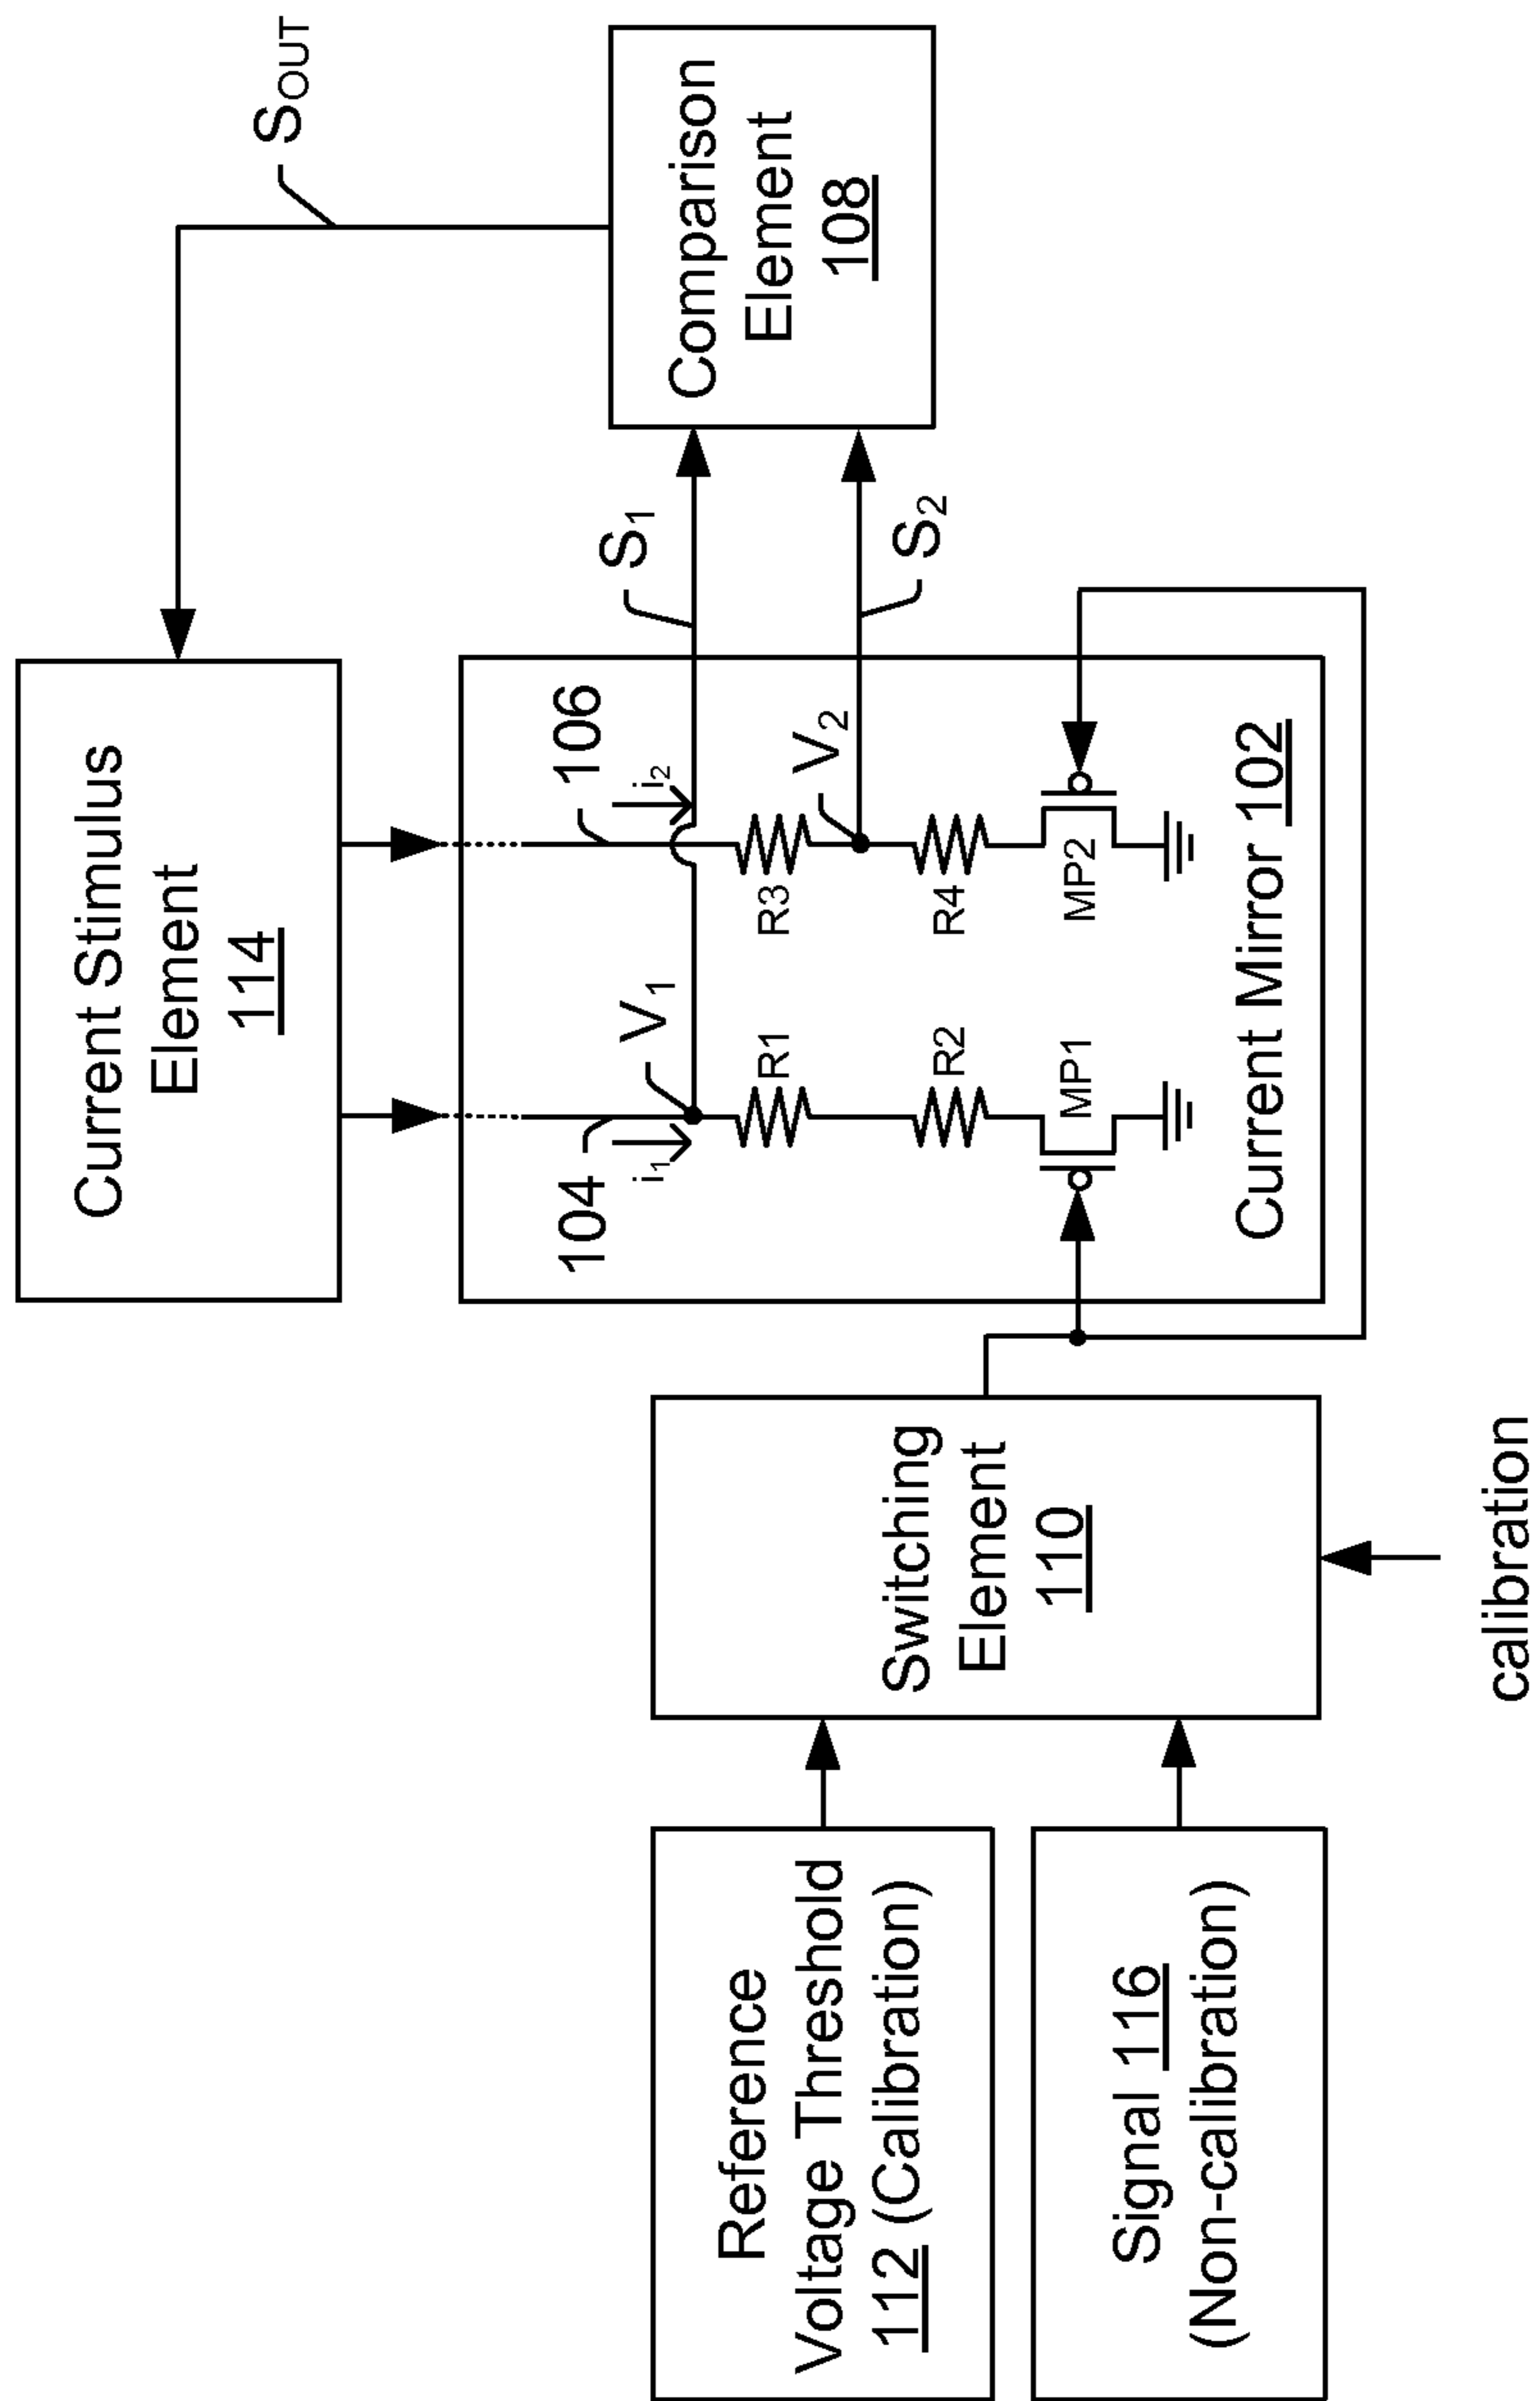 Current Stimulus
Element
114
S_OUT
104
i1
V1
106
i2
S1
Comparison
Element
108
V2
S2
R1
R3
R2
R4
MP1
MP2
Current Mirror 102
Switching
Element
110
Reference
Voltage Threshold
112 (Calibration)
Signal 116
(Non-calibration)
calibration